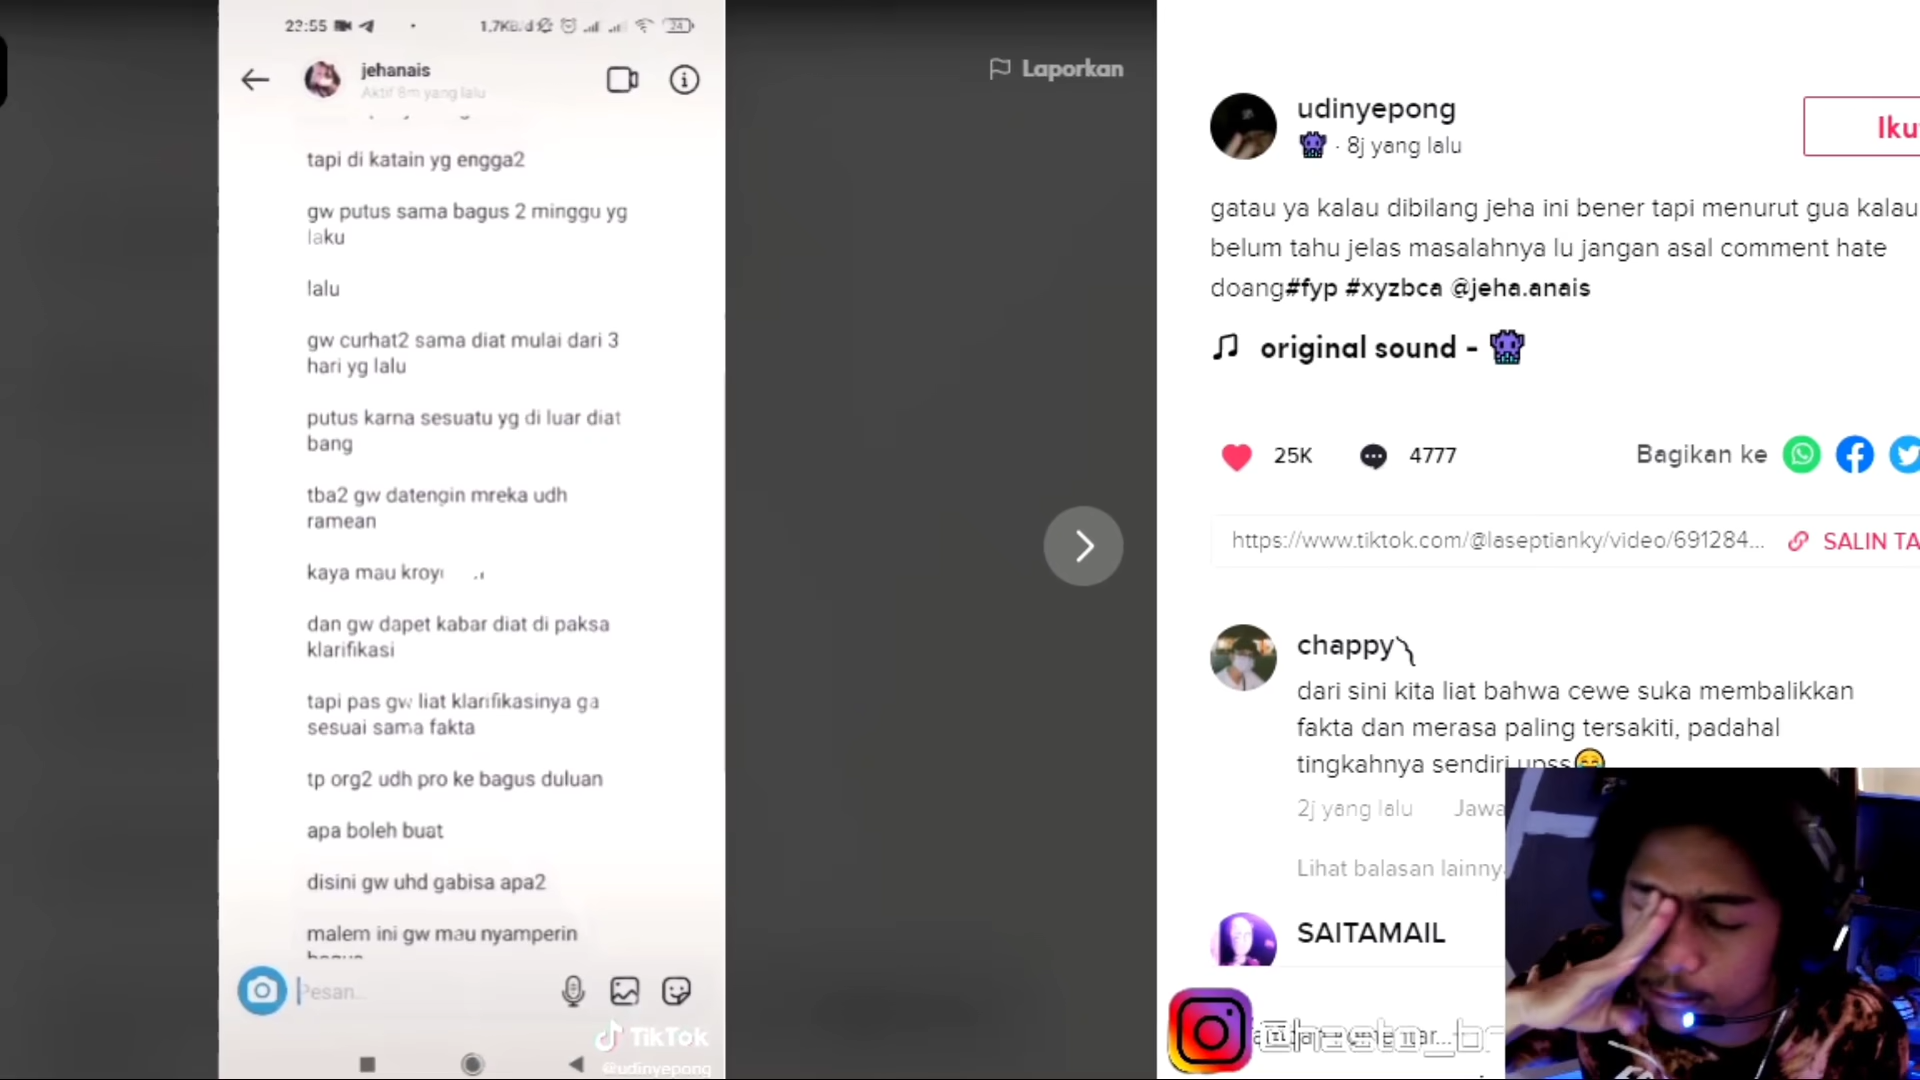 23:55
1,7KB/d
24
jehanais
Aktif 8m yang lalu
tapi di katain yg engga2
gw putus sama bagus 2 minggu yg
laku
lalu
gw curhat2 sama diat mulai dari 3
hari yg lalu
putus karna sesuatu yg di luar diat
bang
tba2 gw datengin mreka udh
ramean
kaya mau
dan gw dapet kabar diat di paksa
klarifikasi
tapi pas gw liat klarifikasinya ga
sesuai sama fakta
tp org2 udh pro ke bagus duluan
apa boleh buat
disini gw uhd gabisa apa2
malem ini gw mau nyamperin
Pesan...
TikTok
@udinyepong
Laporkan
udinyepong
· 8j yang lalu
Iku
gatau ya kalau dibilang jeha ini bener tapi menurut gua kalau
belum tahu jelas masalahnya lu jangan asal comment hate
doang#fyp #xyzbca @jeha.anais
original sound -
25K
4777
Bagikan ke
https://www.tiktok.com/@laseptianky/video/691284...
SALIN TA
chappy
dari sini kita liat bahwa cewe suka membalikkan
fakta dan merasa paling tersakiti, padahal
tingkahnya sendiri upss
2j yang lalu
Jawa
Lihat balasan lainny
SAITAMAIL